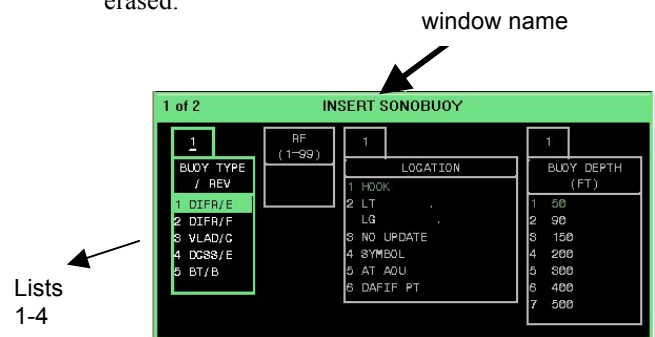 erased.
window name
1 of 2 INSERT SONOBUOY
1
BUOY TYPE
/ REV
1 DIFR/E
2 DIFR/F
3 VLAD/C
4 DCSS/E
5 BT/B
RF
(1-99)
1
LOCATION
1 HOOK
2 LT .
LG .
3 NO UPDATE
4 SYMBOL
5 AT AOU
6 DAFIF PT
1
BUOY DEPTH
(FT)
1 50
2 90
3 150
4 200
5 300
6 400
7 500
Lists
1-4